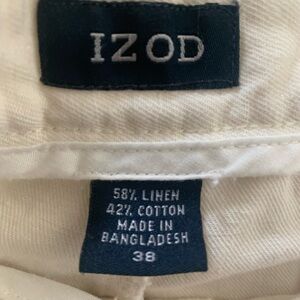 IZOD
58% LINEN
42% COTTON
MADE IN
BANGLADESH
38